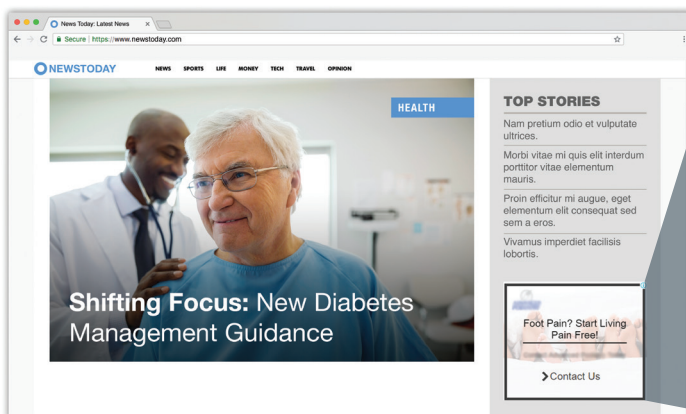 News Today: Latest News
Secure https://www.newstoday.com
NEWSTODAY
NEWS SPORTS LIFE MONEY TECH TRAVEL OPINION
HEALTH
Shifting Focus: New Diabetes
Management Guidance
TOP STORIES
Nam pretium odio et vulputate
ultrices.
Morbi vitae mi quis elit interdum
porttitor vitae elementum
mauris.
Proin efficitur mi augue, eget
elementum elit consequat sed
sem a eros.
Vivamus imperdiet facilisis
lobortis.
Foot Pain? Start Living
Pain Free!
Contact Us